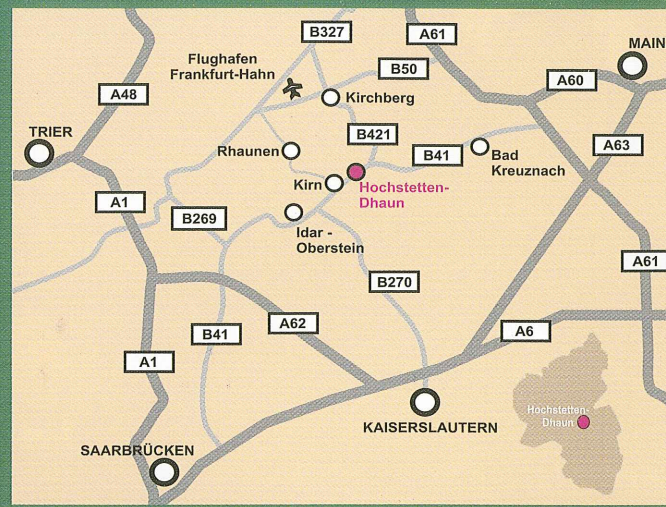 B327
A61
MAIN
Flughafen
Frankfurt-Hahn
B50
A60
A48
Kirchberg
TRIER
B421
A63
Rhaunen
B41
Bad
Kreuznach
Kirn
Hochstetten-
Dhaun
A1
B269
Idar -
Oberstein
A61
B270
A62
B41
A6
A1
Hochstetten-
Dhaun
KAISERSLAUTERN
SAARBRÜCKEN